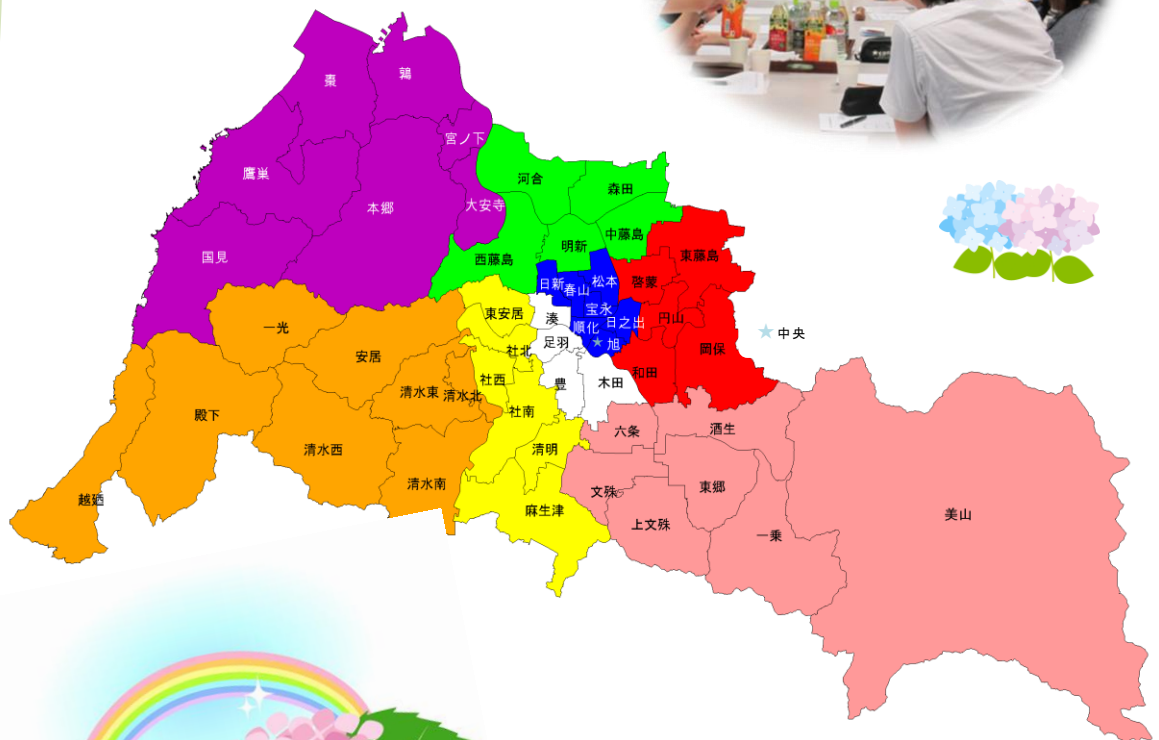 棗
鶉
宮ノ下
鷹巣
本郷
大安寺
国見
河合
森田
明新
中藤島
西藤島
東藤島
啓蒙
円山
岡保
和田
日新
春山
松本
宝永
順化
日之出
旭
中央
湊
足羽
豊
木田
東安居
社北
社西
社南
清明
麻生津
一光
安居
清水東
清水北
殿下
清水西
清水南
越廼
六条
酒生
文殊
東郷
上文殊
一乗
美山